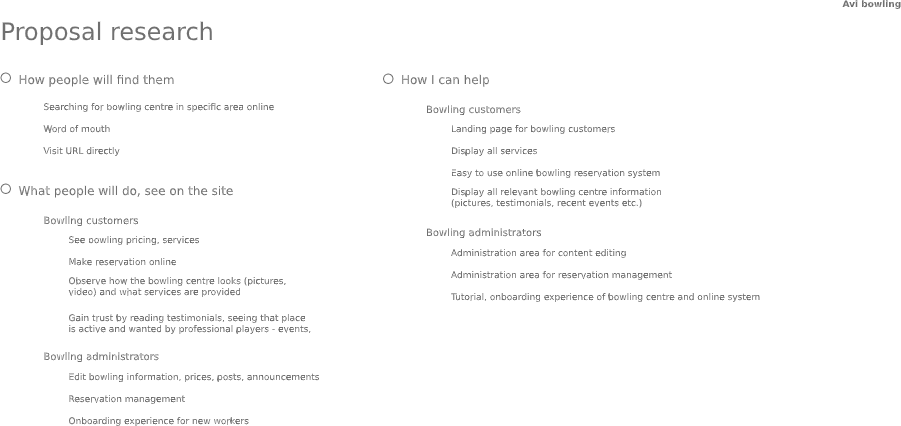 Avi bowling
Proposal research
How people will find them
Searching for bowling centre in specific area online
Word of mouth
Visit URL directly
What people will do, see on the site
Bowling customers
See bowling pricing, services
Make reservation online
Observe how the bowling centre looks (pictures,
video) and what services are provided
Gain trust by reading testimonials, seeing that place
is active and wanted by professional players - events,
Bowling administrators
Edit bowling information, prices, posts, announcements
Reservation management
Onboarding experience for new workers
How I can help
Bowling customers
Landing page for bowling customers
Display all services
Easy to use online bowling reservation system
Display all relevant bowling centre information
(pictures, testimonials, recent events etc.)
Bowling administrators
Administration area for content editing
Administration area for reservation management
Tutorial, onboarding experience of bowling centre and online system